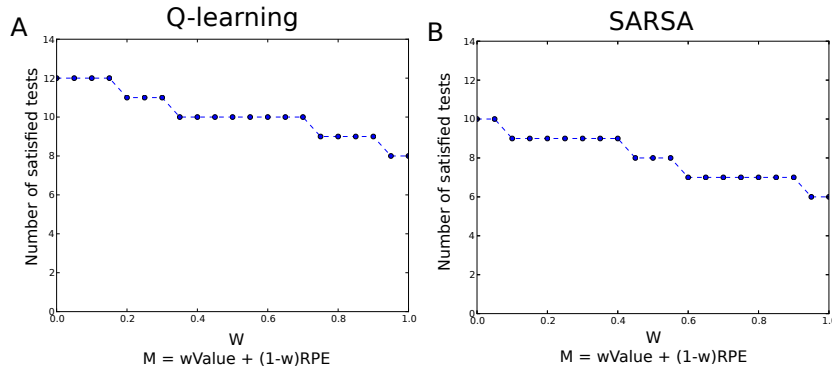 Q-learning
A
Number of satisfied tests
14
12
10
8
6
4
2
0
0.0
0.2
0.4
0.6
0.8
1.0
W
M = wValue + (1-w)RPE
SARSA
B
Number of satisfied tests
14
12
10
8
6
4
2
0
0.0
0.2
0.4
0.6
0.8
1.0
W
M = wValue + (1-w)RPE